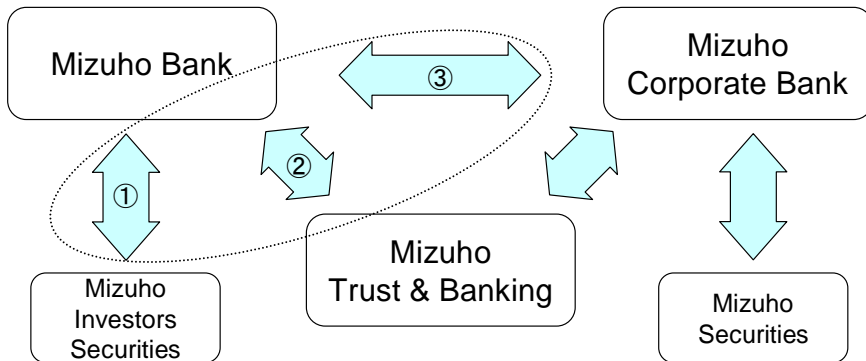 Mizuho Bank
③
Mizuho
Corporate Bank
①
②
Mizuho
Trust & Banking
Mizuho
Investors
Securities
Mizuho
Securities